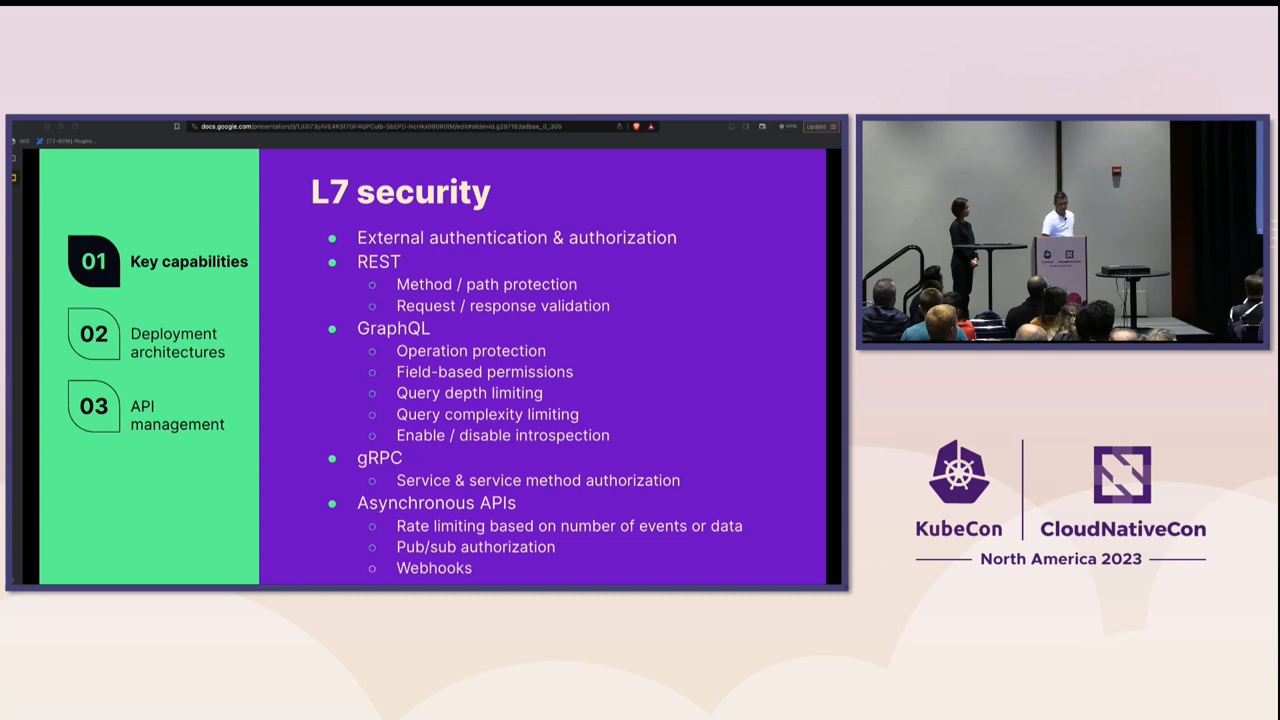 Update
L7 security
01 Key capabilities
02 Deployment
architectures
03 API
management
External authentication & authorization
REST
Method / path protection
Request / response validation
GraphQL
Operation protection
Field-based permissions
Query depth limiting
Query complexity limiting
Enable / disable introspection
gRPC
Service & service method authorization
Asynchronous APIs
Rate limiting based on number of events or data
Pub/sub authorization
Webhooks
KubeCon
CloudNativeCon
North America 2023